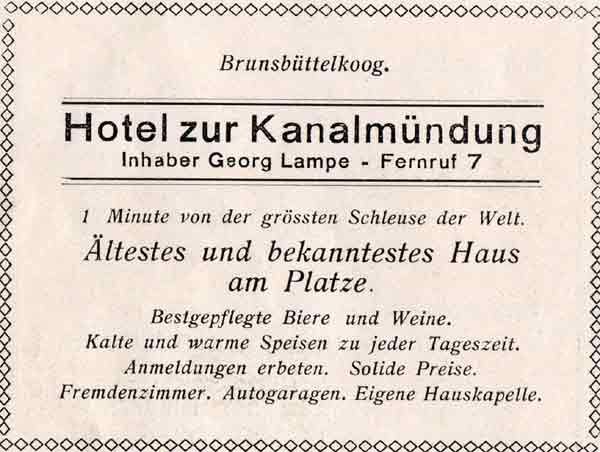 Brunsbüttelkoog.
Hotel zur Kanalmündung
Inhaber Georg Lampe - Fernruf 7
1 Minute von der grössten Schleuse der Welt.
Ältestes und bekanntestes Haus
am Platze.
Bestgepflegte Biere und Weine.
Kalte und warme Speisen zu jeder Tageszeit.
Anmeldungen erbeten. Solide Preise.
Fremdenzimmer. Autogaragen. Eigene Hauskapelle.